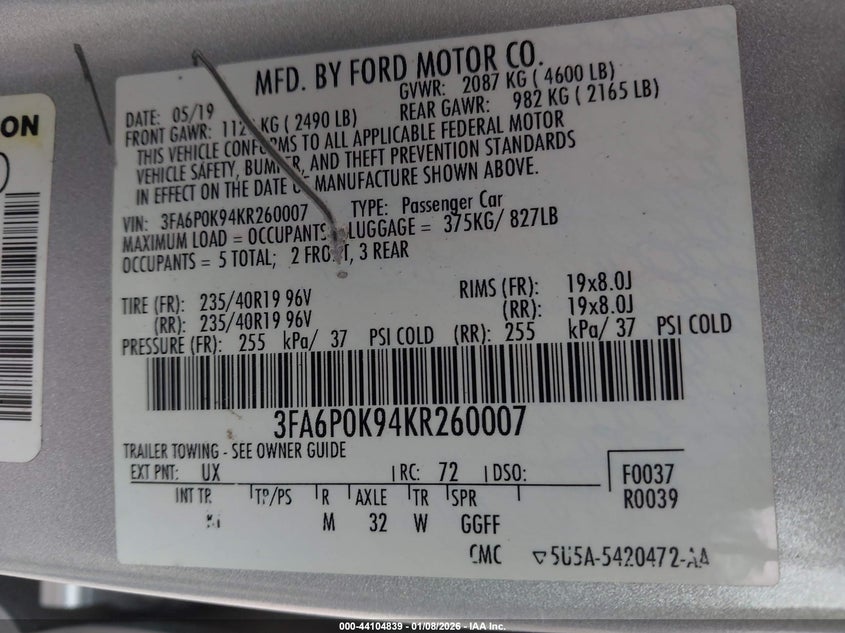 ON
MFD. BY FORD MOTOR CO.
DATE: 05/19
GVWR: 2087 KG ( 4600 LB)
FRONT GAWR: KG ( 2490 LB)
REAR GAWR: 982 KG ( 2165 LB)
THIS VEHICLE CONFORMS TO ALL APPLICABLE FEDERAL MOTOR
VEHICLE SAFETY, BUMPER, AND THEFT PREVENTION STANDARDS
IN EFFECT ON THE DATE OF MANUFACTURE SHOWN ABOVE.
VIN: 3FA6P0K94KR260007 TYPE: Passenger Car
MAXIMUM LOAD = OCCUPANTS LUGGAGE = 375KG/ 827LB
OCCUPANTS = 5 TOTAL; 2 FRONT, 3 REAR
TIRE (FR): 235/40R19 96V RIMS (FR): 19x8.0J
(RR): 235/40R19 96V (RR): 19x8.0J
PRESSURE (FR): 255 kPa/ 37 PSI COLD (RR): 255 kPa/ 37 PSI COLD
3FA6P0K94KR260007
TRAILER TOWING - SEE OWNER GUIDE
EXT PNT: UX RC: 72 DSO: F0037
R0039
INT TR TP/PS R AXLE TR SPR
M 32 W GGFF
CMC ▽5U5A-5420472-AA
000-44104839 - 01/08/2026 - IAA Inc.